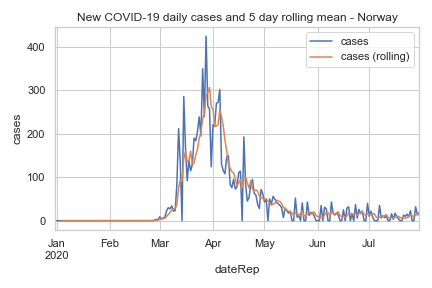 New COVID-19 daily cases and 5 day rolling mean - Norway
cases
cases (rolling)
400
300
200
100
0
cases
Jan Feb Mar Apr May Jun Jul
2020
dateRep